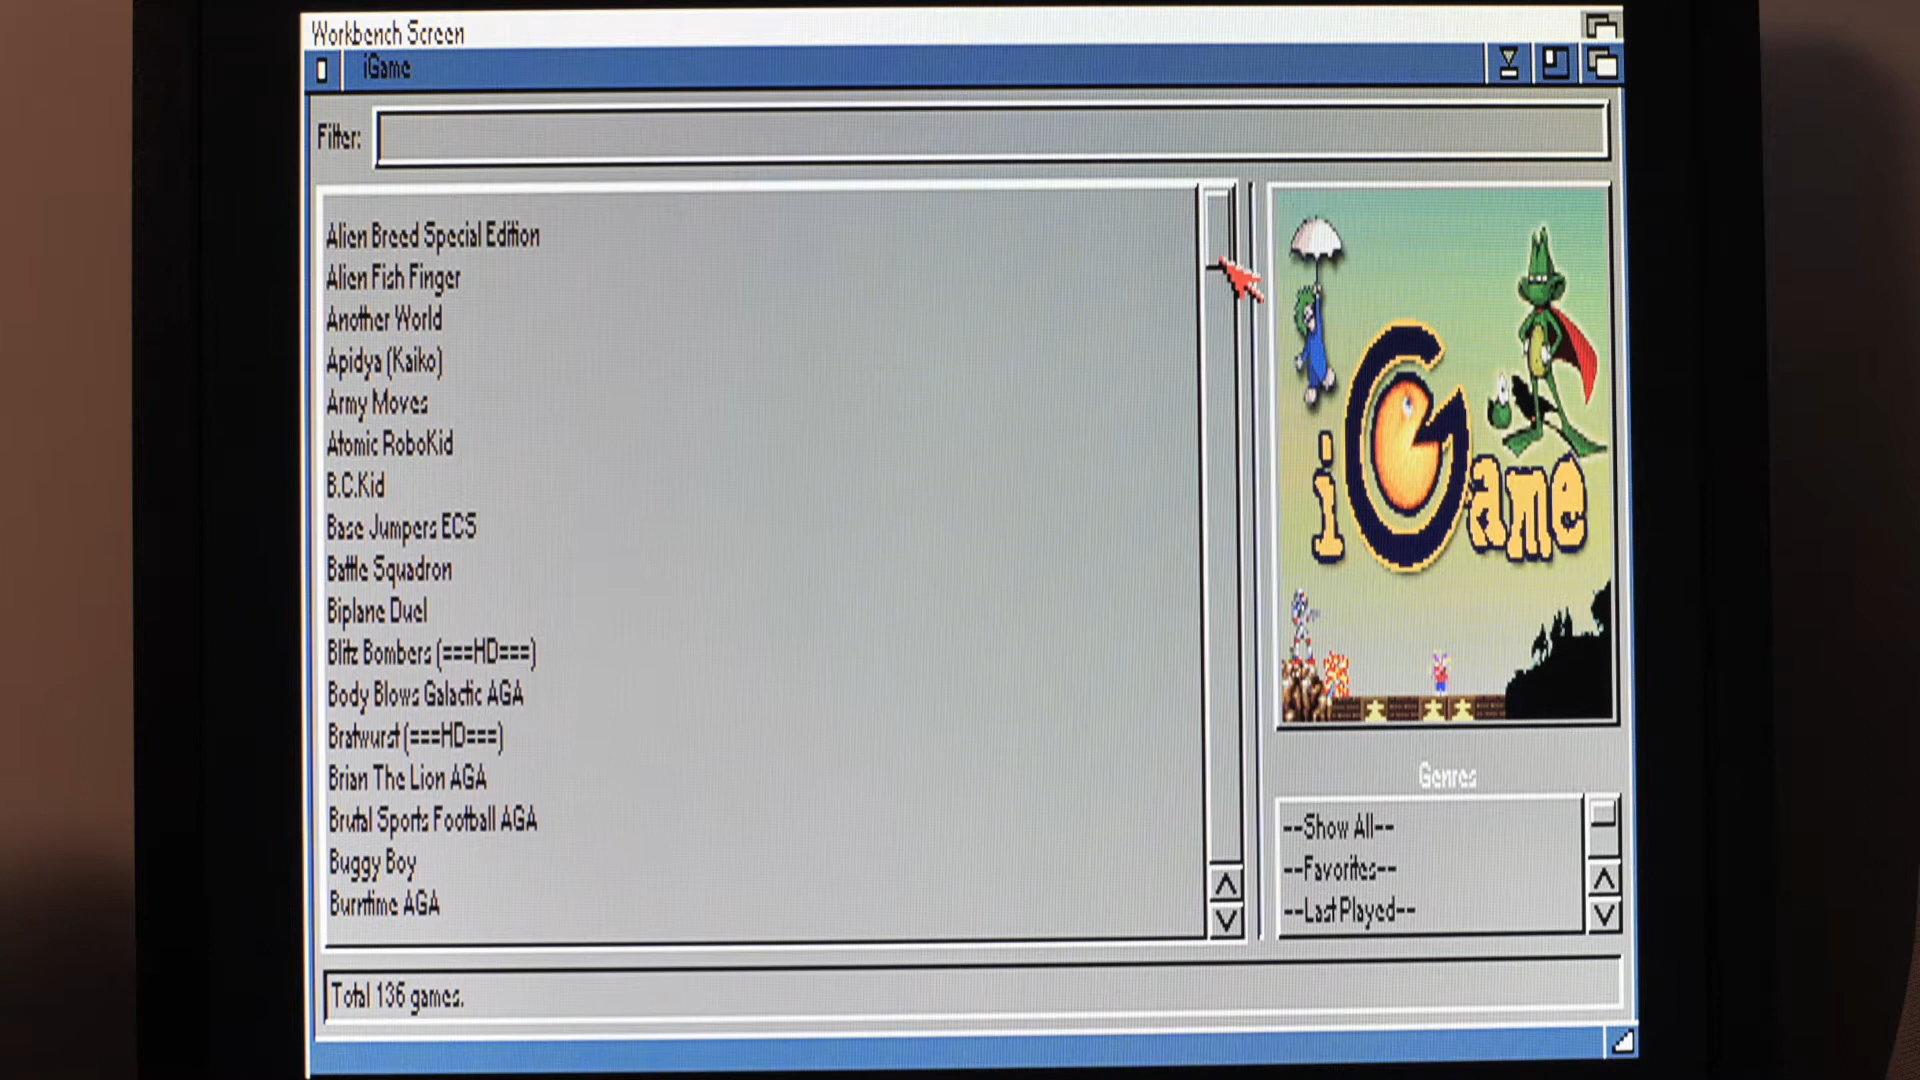 Workbench Screen
iGame
Filter:
Alien Breed Special Edition
Alien Fish Finger
Another World
Apidya (Kaiko)
Army Moves
Atomic RoboKid
B.C.Kid
Base Jumpers ECS
Battle Squadron
Biplane Duel
Blitz Bombers (===HD===)
Body Blows Galactic AGA
Bratwurst (===HD===)
Brian The Lion AGA
Brutal Sports Football AGA
Buggy Boy
Burntime AGA
iGame
Genres
--Show All--
--Favorites--
--Last Played--
Total 136 games.